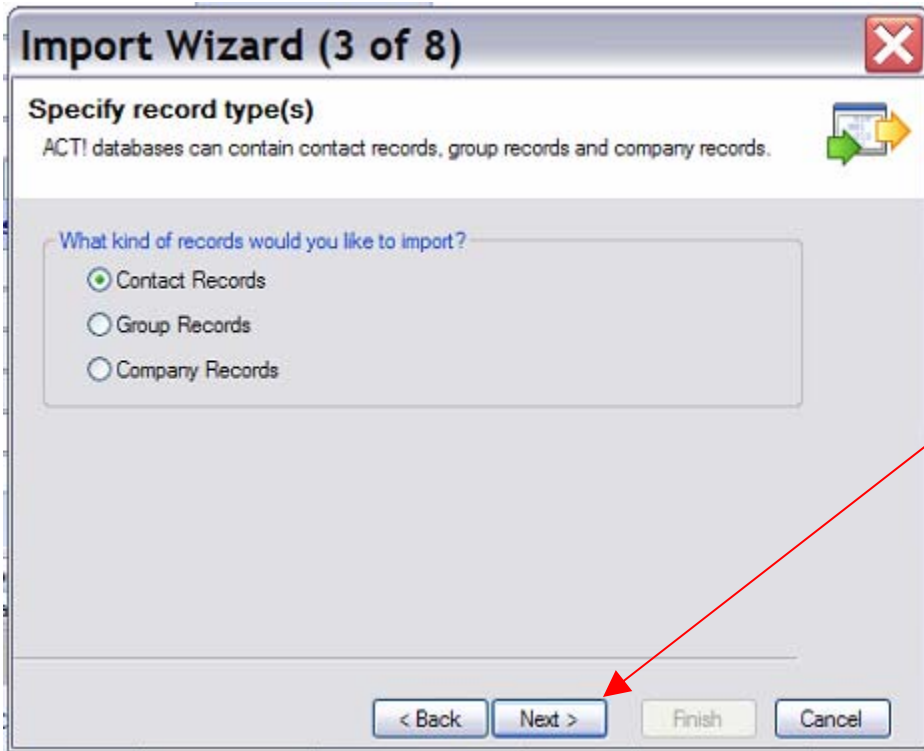 Import Wizard (3 of 8)
Specify record type(s)
ACT! databases can contain contact records, group records and company records.
What kind of records would you like to import?
Contact Records
Group Records
Company Records
< Back Next > Finish Cancel